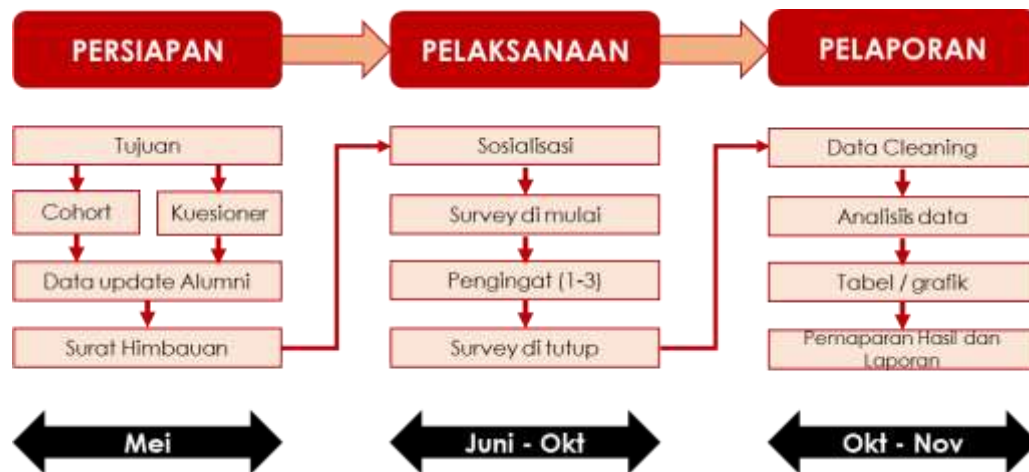 PERSIAPAN
PELAKSANAAN
PELAPORAN
Tujuan
Cohort
Kuesioner
Data update Alumni
Surat Himbauan
Sosialisasi
Survey di mulai
Pengingat (1-3)
Survey di tutup
Data Cleaning
Analisiis data
Tabel / grafik
Pemaparan Hasil dan
Laporan
Mei
Juni - Okt
Okt - Nov